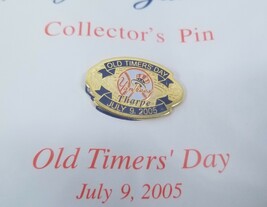 Collector's Pin
OLD TIMERS' DAY
Tharpe
JULY 9, 2005
Old Timers' Day
July 9, 2005